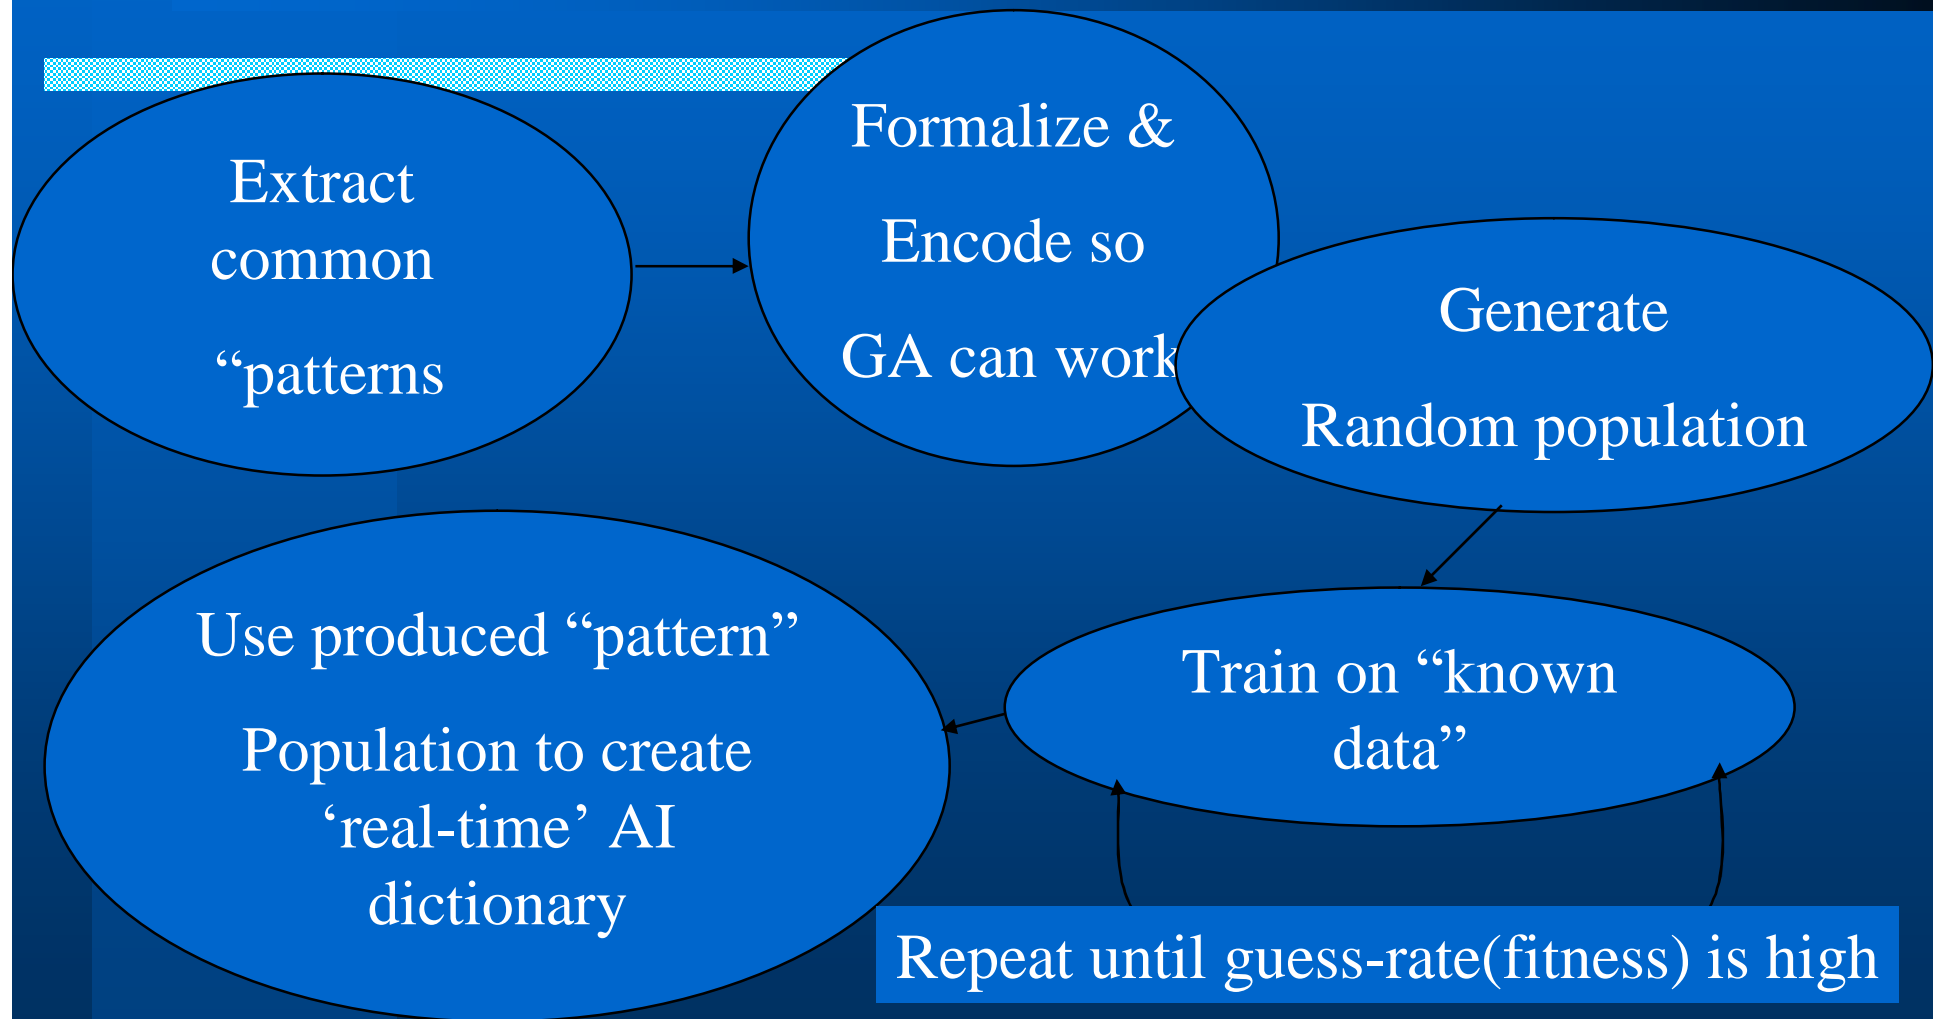 Extract
common
“patterns
Formalize &
Encode so
GA can work
Generate
Random population
Train on “known
data”
Repeat until guess-rate(fitness) is high
Use produced “pattern”
Population to create
‘real-time’ AI
dictionary